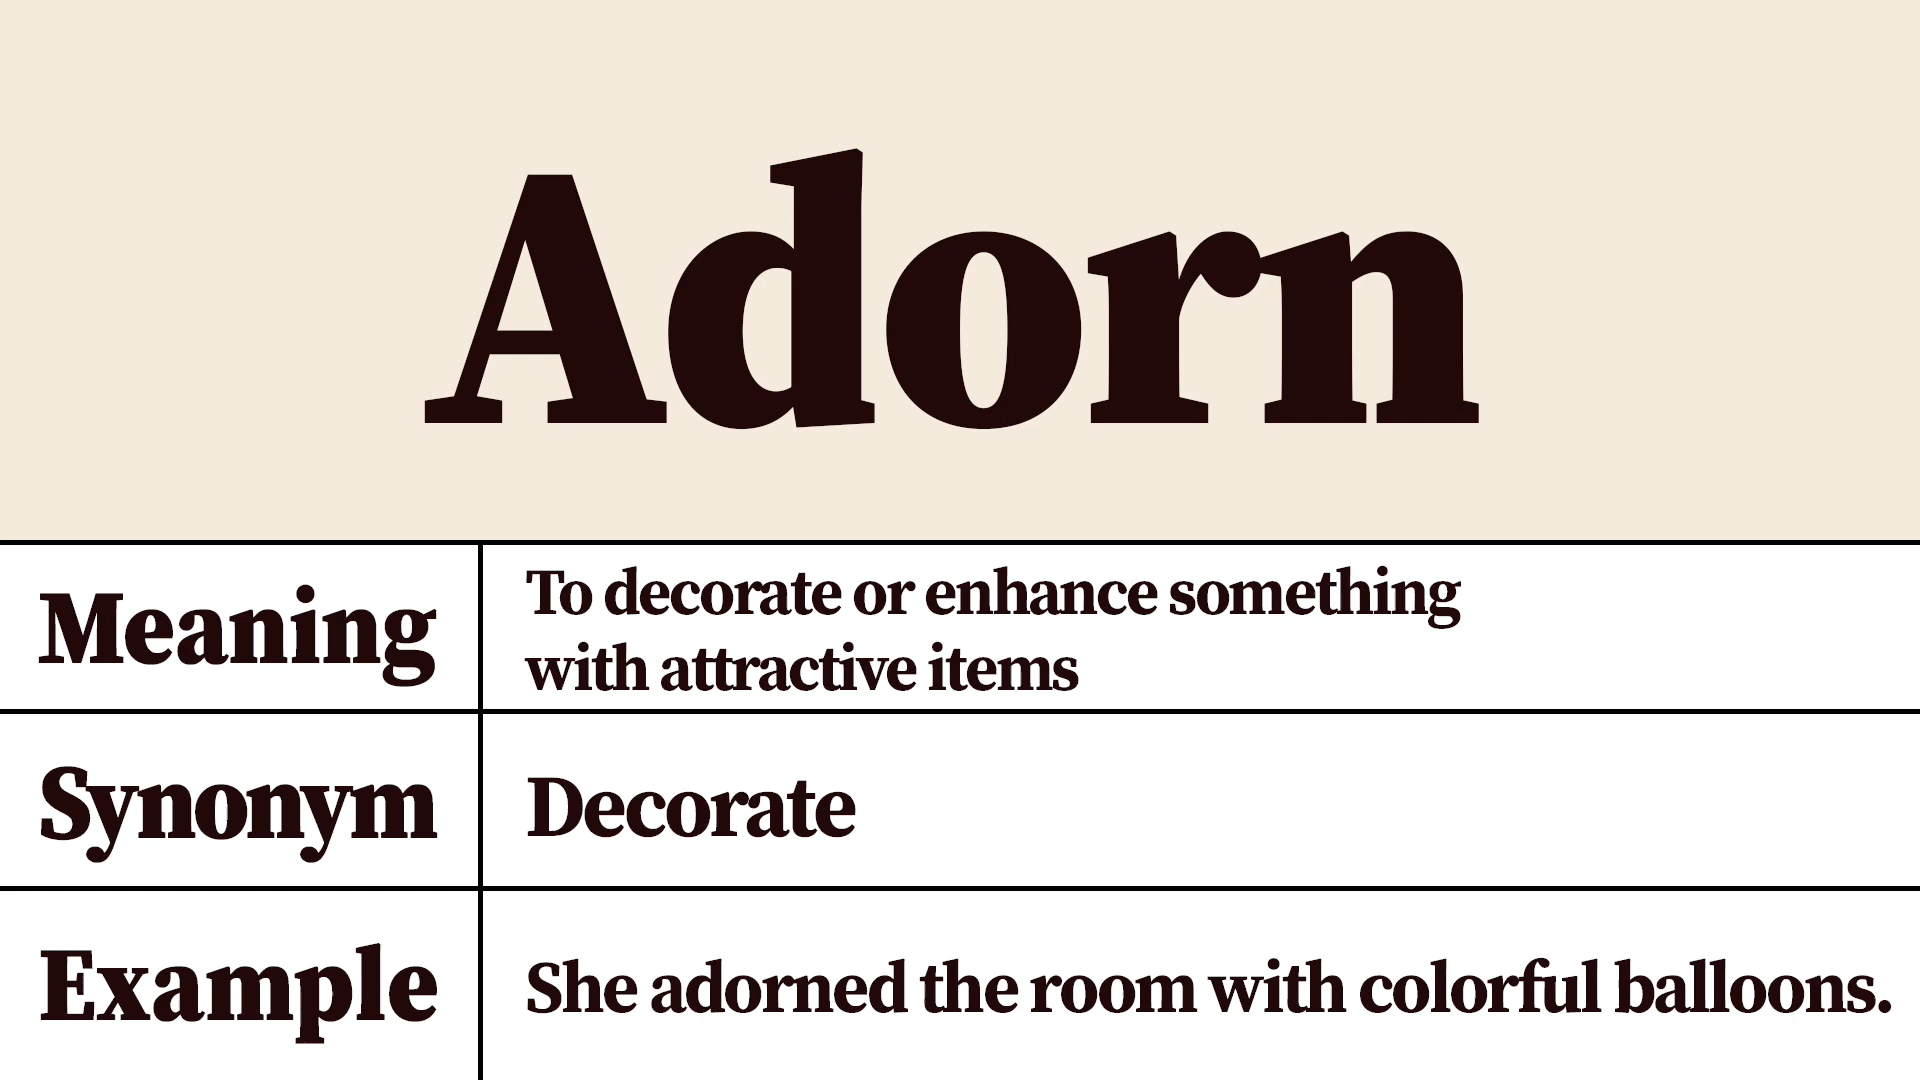 Adorn
Meaning
To decorate or enhance something
with attractive items
Synonym
Decorate
Example
She adorned the room with colorful balloons.